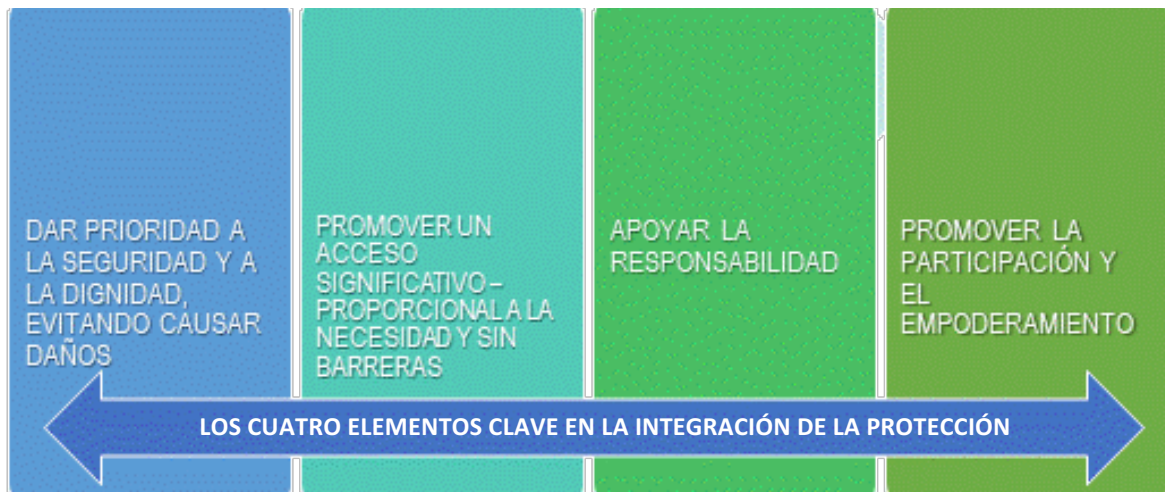 DAR PRIORIDAD A
LA SEGURIDAD Y A
LA DIGNIDAD,
EVITANDO CAUSAR
DAÑOS
PROMOVER UN
ACCESO
SIGNIFICATIVO –
PROPORCIONAL A LA
NECESIDAD Y SIN
BARRERAS
APOYAR LA
RESPONSABILIDAD
PROMOVER LA
PARTICIPACIÓN Y
EL
EMPODERAMIENTO
LOS CUATRO ELEMENTOS CLAVE EN LA INTEGRACIÓN DE LA PROTECCIÓN